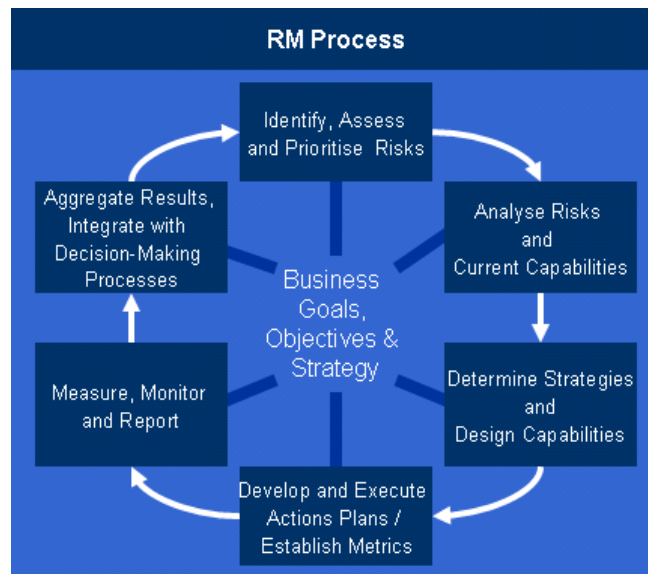 RM Process
Identify, Assess
and Prioritise Risks
Analyse Risks
and
Current Capabilities
Determine Strategies
and
Design Capabilities
Develop and Execute
Actions Plans /
Establish Metrics
Measure, Monitor
and Report
Aggregate Results,
Integrate with
Decision-Making
Processes
Business
Goals,
Objectives &
Strategy